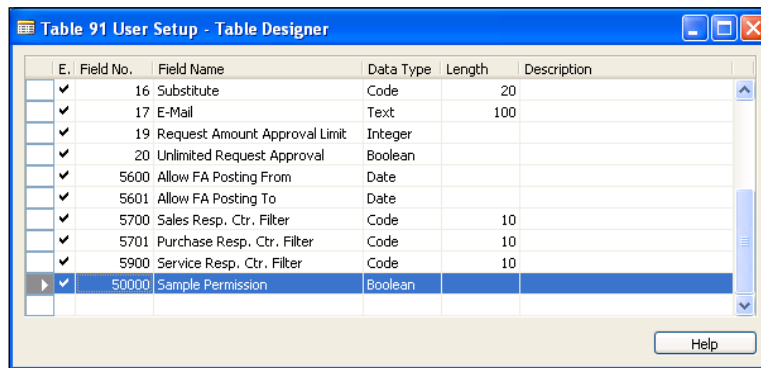 Table 91 User Setup - Table Designer
E. Field No. Field Name Data Type Length Description
16 Substitute Code 20
17 E-Mail Text 100
19 Request Amount Approval Limit Integer
20 Unlimited Request Approval Boolean
5600 Allow FA Posting From Date
5601 Allow FA Posting To Date
5700 Sales Resp. Ctr. Filter Code 10
5701 Purchase Resp. Ctr. Filter Code 10
5900 Service Resp. Ctr. Filter Code 10
50000 Sample Permission Boolean
Help